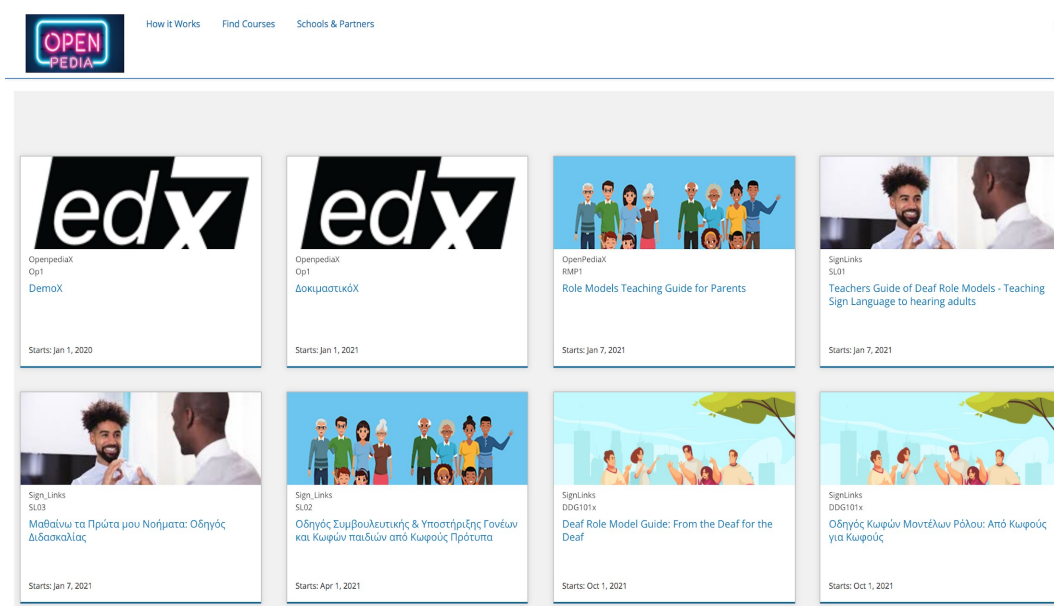 OPEN
PEDIA
How it Works
Find Courses
Schools & Partners
edx
OpenpediaX
Op1
DemoX
Starts: Jan 1, 2020
edx
OpenpediaX
Op1
ΔοκιμαστικόX
Starts: Jan 1, 2021
OpenPediaX
RMP1
Role Models Teaching Guide for Parents
Starts: Jan 7, 2021
SignLinks
SL01
Teachers Guide of Deaf Role Models - Teaching
Sign Language to hearing adults
Starts: Jan 7, 2021
Sign_Links
SL03
Μαθαίνω τα Πρώτα μου Νοήματα: Οδηγός
Διδασκαλίας
Starts: Jan 7, 2021
Sign_Links
SL02
Οδηγός Συμβουλευτικής & Υποστήριξης Γονέων
και Κωφών παιδιών από Κωφούς Πρότυπα
Starts: Apr 1, 2021
SignLinks
DDG101x
Deaf Role Model Guide: From the Deaf for the
Deaf
Starts: Oct 1, 2021
SignLinks
DDG101x
Οδηγός Κωφών Μοντέλων Ρόλου: Από Κωφούς
για Κωφούς
Starts: Oct 1, 2021